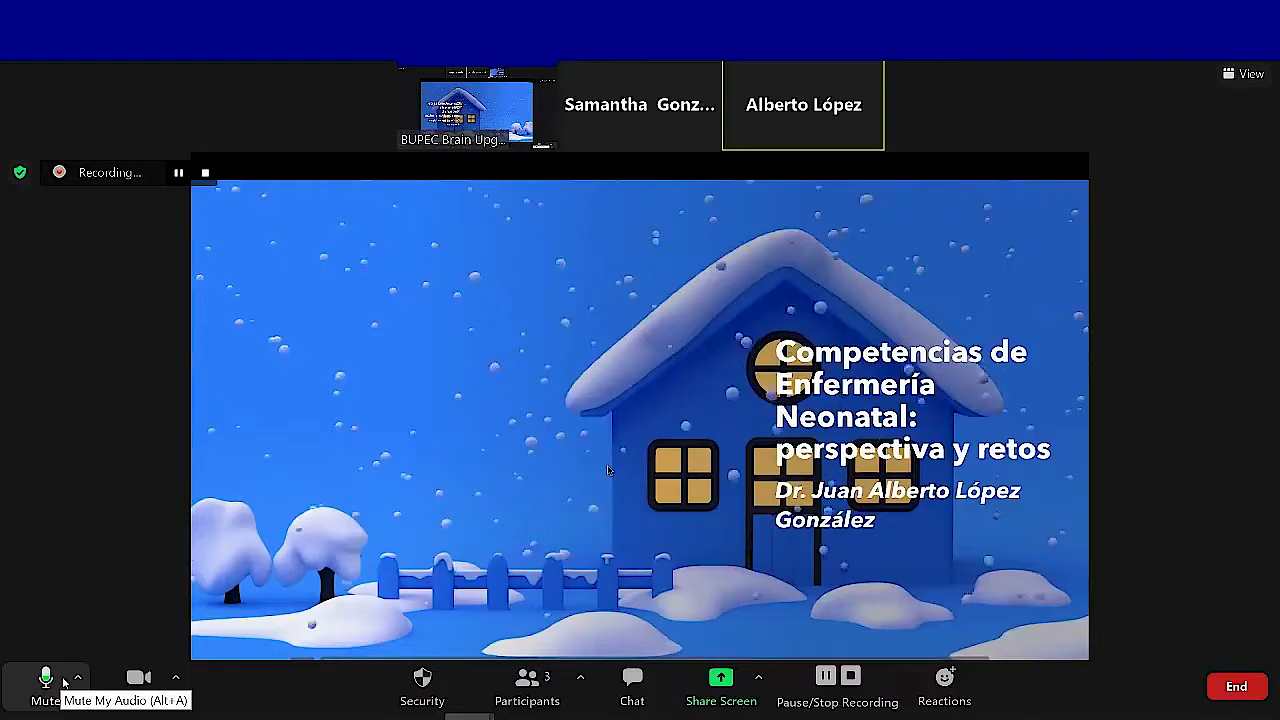 View
Samantha Gonz...
Alberto López
BUPEC Brain Upg...
Recording...
Competencias de
Enfermería
Neonatal:
perspectiva y retos
Dr. Juan Alberto López
González
Mute
Mute My Audio (Alt+A)
Security
Participants
3
Chat
Share Screen
Pause/Stop Recording
Reactions
End